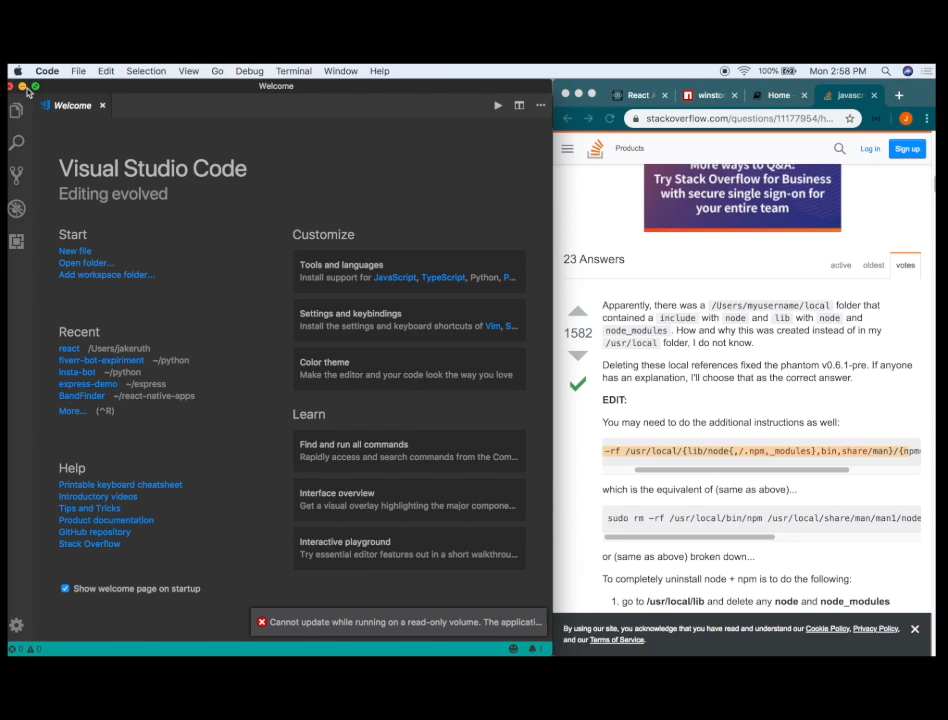 Code File Edit Selection View Go Debug Terminal Window Help
100% Mon 2:58 PM
Welcome
Welcome
Visual Studio Code
Editing evolved
Start
New file
Open folder...
Add workspace folder...
Recent
react /Users/jakeruth
fiverr-bot-expiriment ~/python
insta-bot ~/python
express-demo ~/express
BandFinder ~/react-native-apps
More... (^R)
Help
Printable keyboard cheatsheet
Introductory videos
Tips and Tricks
Product documentation
GitHub repository
Stack Overflow
Show welcome page on startup
Customize
Tools and languages
Install support for JavaScript, TypeScript, Python, P...
Settings and keybindings
Install the settings and keyboard shortcuts of Vim, S...
Color theme
Make the editor and your code look the way you love
Learn
Find and run all commands
Rapidly access and search commands from the Com...
Interface overview
Get a visual overlay highlighting the major compone...
Interactive playground
Try essential editor features out in a short walkthrou...
Cannot update while running on a read-only volume. The applicati...
0 0
1
React A winston Home - javascr
stackoverflow.com/questions/11177954/h...
J
Products
Log in
Sign up
More ways to Q&A:
Try Stack Overflow for Business
with secure single sign-on for
your entire team
23 Answers
active oldest votes
1582
Apparently, there was a /Users/myusername/local folder that
contained a include with node and lib with node and
node_modules . How and why this was created instead of in my
/usr/local folder, I do not know.
Deleting these local references fixed the phantom v0.6.1-pre. If anyone
has an explanation, I'll choose that as the correct answer.
EDIT:
You may need to do the additional instructions as well:
-rf /usr/local/{lib/node{,/.npm,_modules},bin,share/man}/{npm
which is the equivalent of (same as above)...
sudo rm -rf /usr/local/bin/npm /usr/local/share/man/man1/node
or (same as above) broken down...
To completely uninstall node + npm is to do the following:
1. go to /usr/local/lib and delete any node and node_modules
By using our site, you acknowledge that you have read and understand our Cookie Policy, Privacy Policy,
and our Terms of Service.